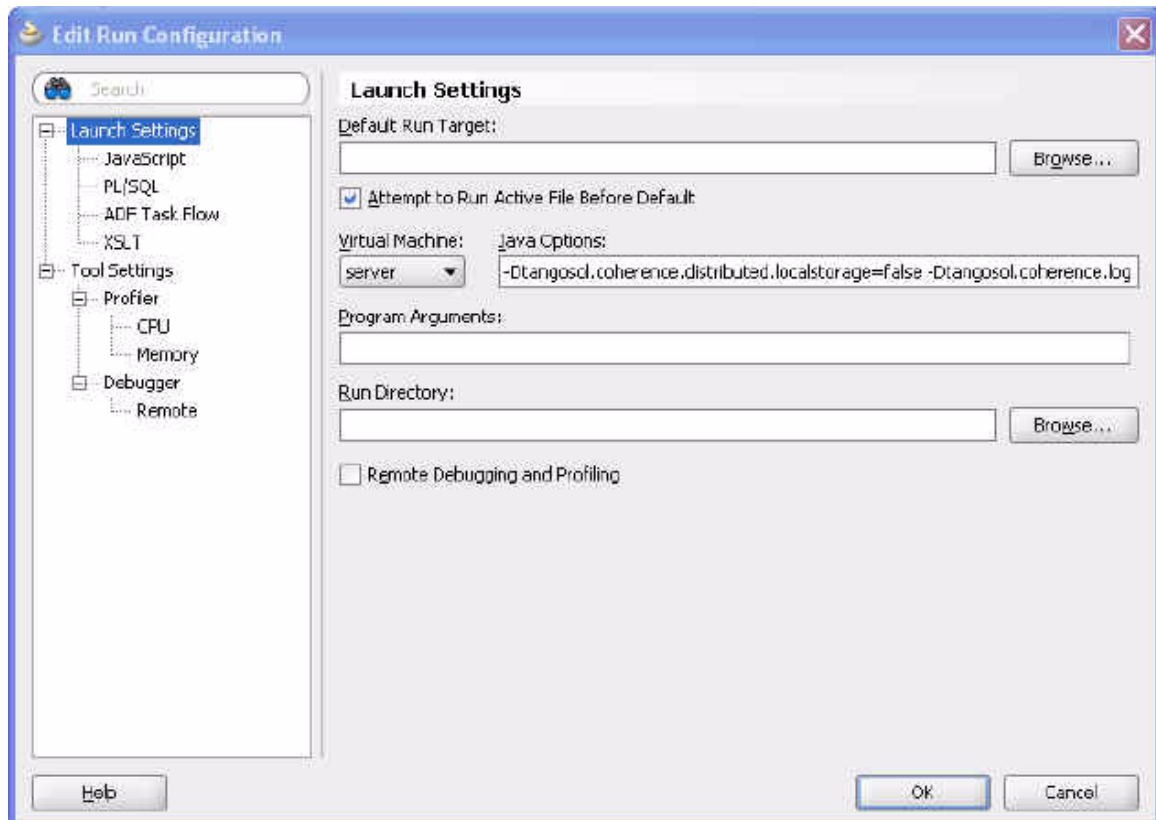 Edit Run Configuration
Search
Launch Settings
JavaScript
PL/SQL
ADF Task Flow
XSLT
Tool Settings
Profiler
CPU
Memory
Debugger
Remote
Launch Settings
Default Run Target:
Browse...
Attempt to Run Active File Before Default
Virtual Machine: Java Options:
server -Dtangosol.coherence.distributed.localstorage=false -Dtangosol.coherence.log
Program Arguments:
Run Directory:
Browse...
Remote Debugging and Profiling
Help OK Cancel